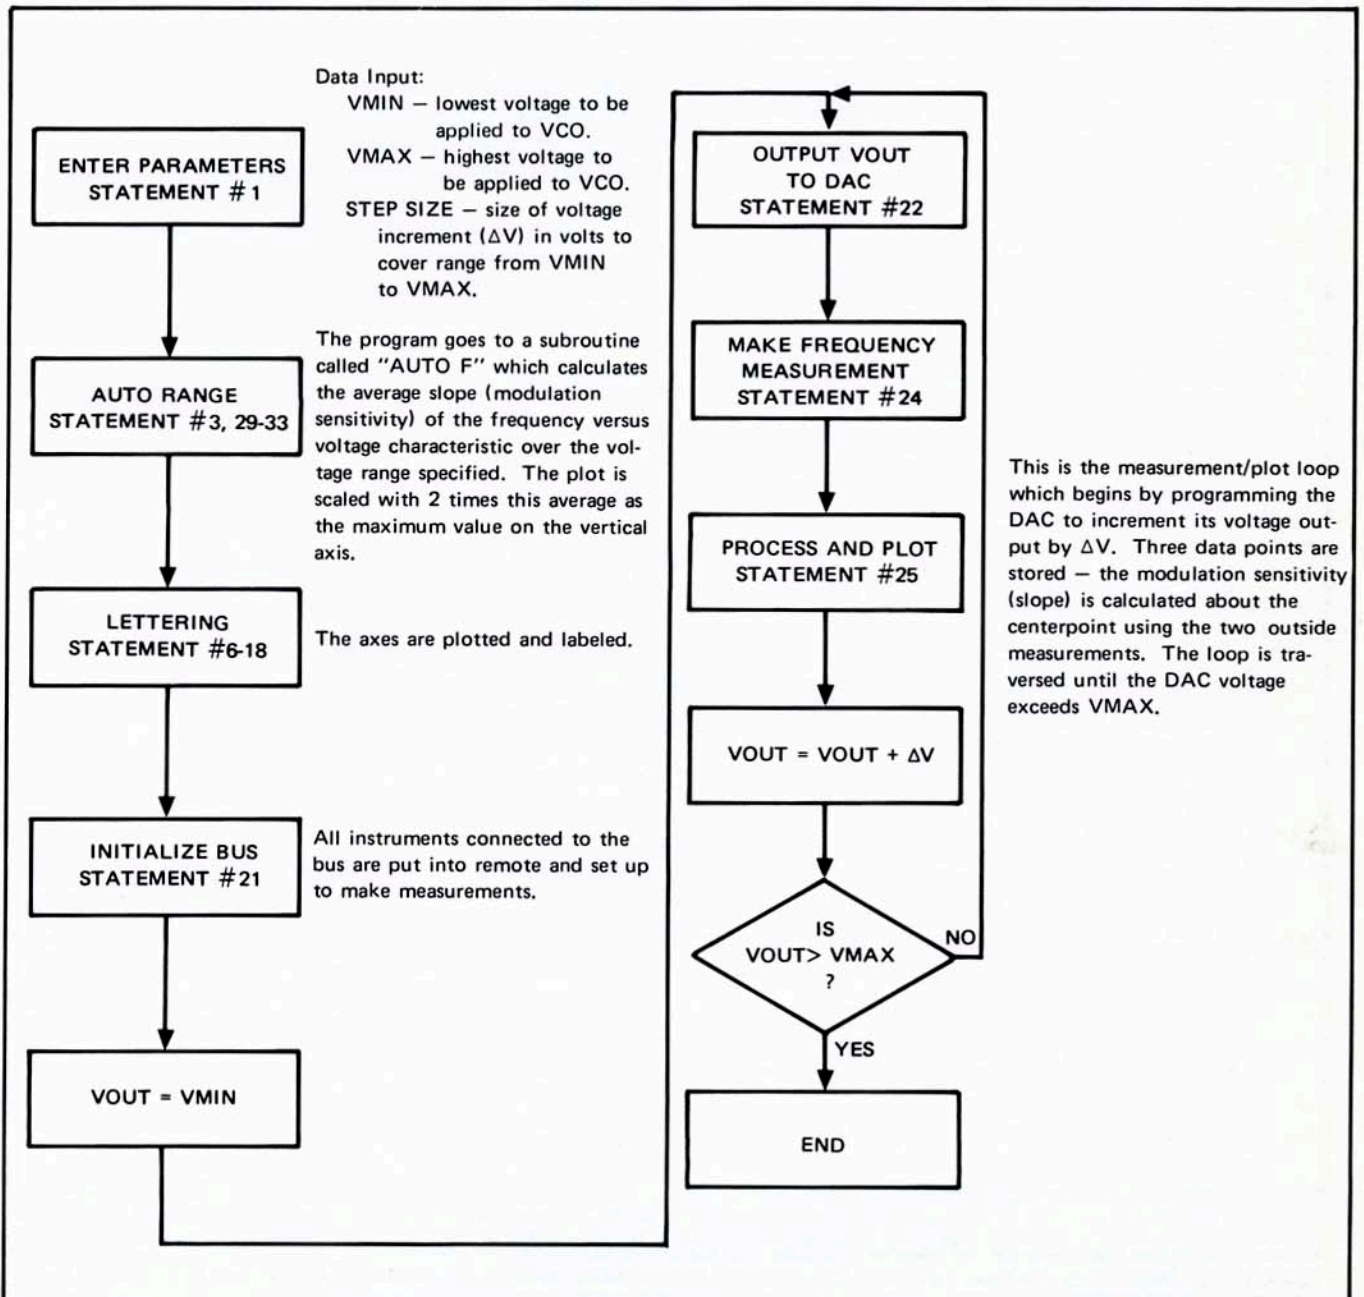 ENTER PARAMETERS
STATEMENT #1
Data Input:
VMIN — lowest voltage to be
applied to VCO.
VMAX — highest voltage to
be applied to VCO.
STEP SIZE — size of voltage
increment (ΔV) in volts to
cover range from VMIN
to VMAX.
AUTO RANGE
STATEMENT #3, 29-33
The program goes to a subroutine
called "AUTO F" which calculates
the average slope (modulation
sensitivity) of the frequency versus
voltage characteristic over the vol-
tage range specified. The plot is
scaled with 2 times this average as
the maximum value on the vertical
axis.
LETTERING
STATEMENT #6-18
The axes are plotted and labeled.
INITIALIZE BUS
STATEMENT #21
All instruments connected to the
bus are put into remote and set up
to make measurements.
VOUT = VMIN
OUTPUT VOUT
TO DAC
STATEMENT #22
MAKE FREQUENCY
MEASUREMENT
STATEMENT #24
PROCESS AND PLOT
STATEMENT #25
VOUT = VOUT + ΔV
IS
VOUT> VMAX
?
NO
YES
END
This is the measurement/plot loop
which begins by programming the
DAC to increment its voltage out-
put by ΔV. Three data points are
stored — the modulation sensitivity
(slope) is calculated about the
centerpoint using the two outside
measurements. The loop is tra-
versed until the DAC voltage
exceeds VMAX.